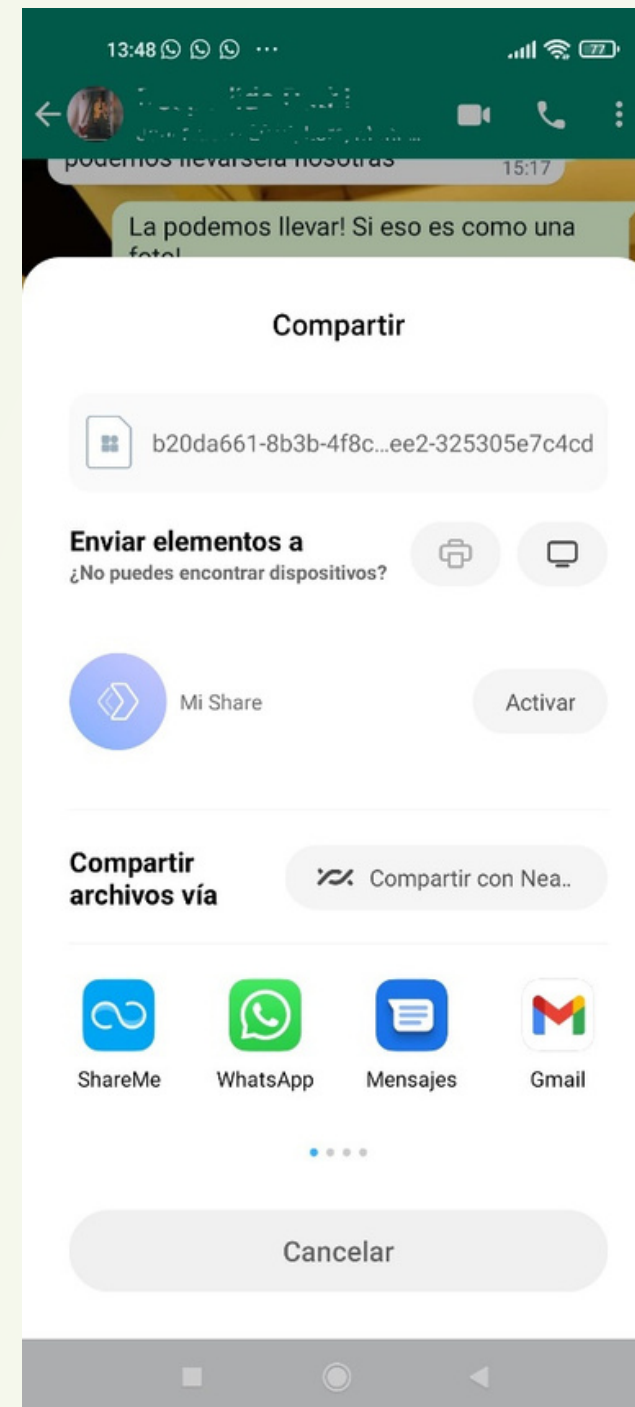 13:48
77
podemos llevarsela nosotras
15:17
La podemos llevar! Si eso es como una
foto!
Compartir
b20da661-8b3b-4f8c...ee2-325305e7c4cd
Enviar elementos a
¿No puedes encontrar dispositivos?
Mi Share
Activar
Compartir
archivos vía
Compartir con Nea..
ShareMe
WhatsApp
Mensajes
Gmail
Cancelar